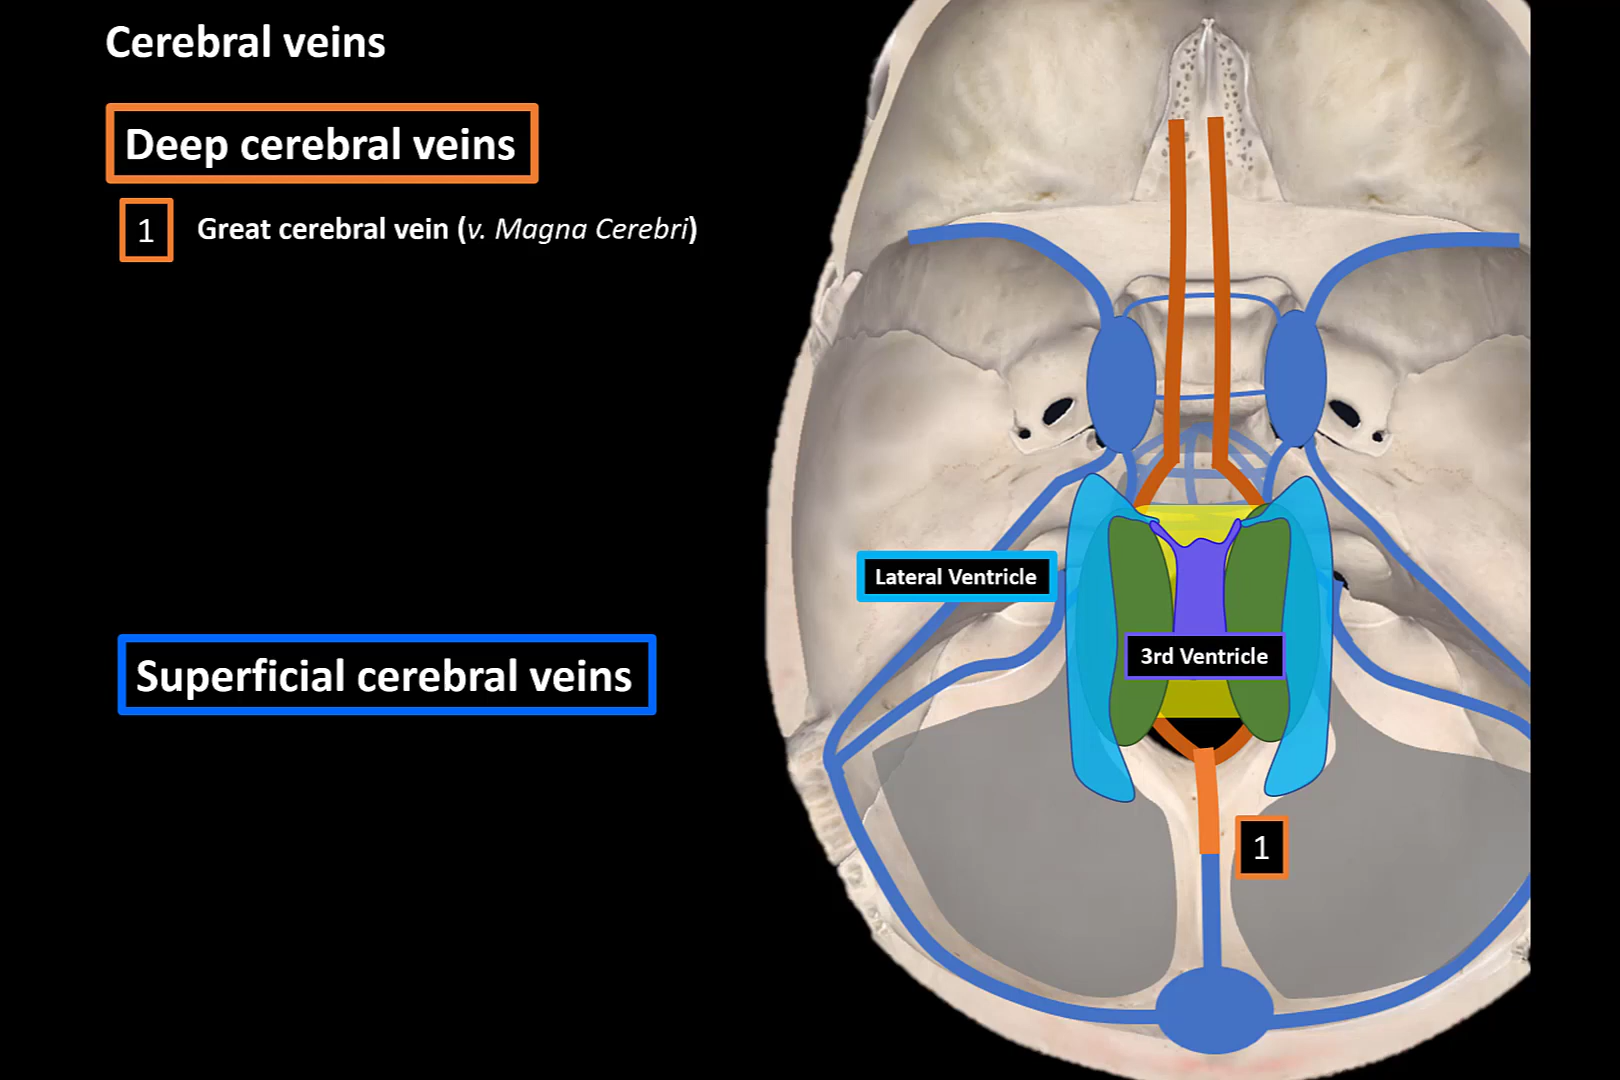 Cerebral veins
Deep cerebral veins
1 Great cerebral vein (v. Magna Cerebri)
Superficial cerebral veins
Lateral Ventricle
3rd Ventricle
1